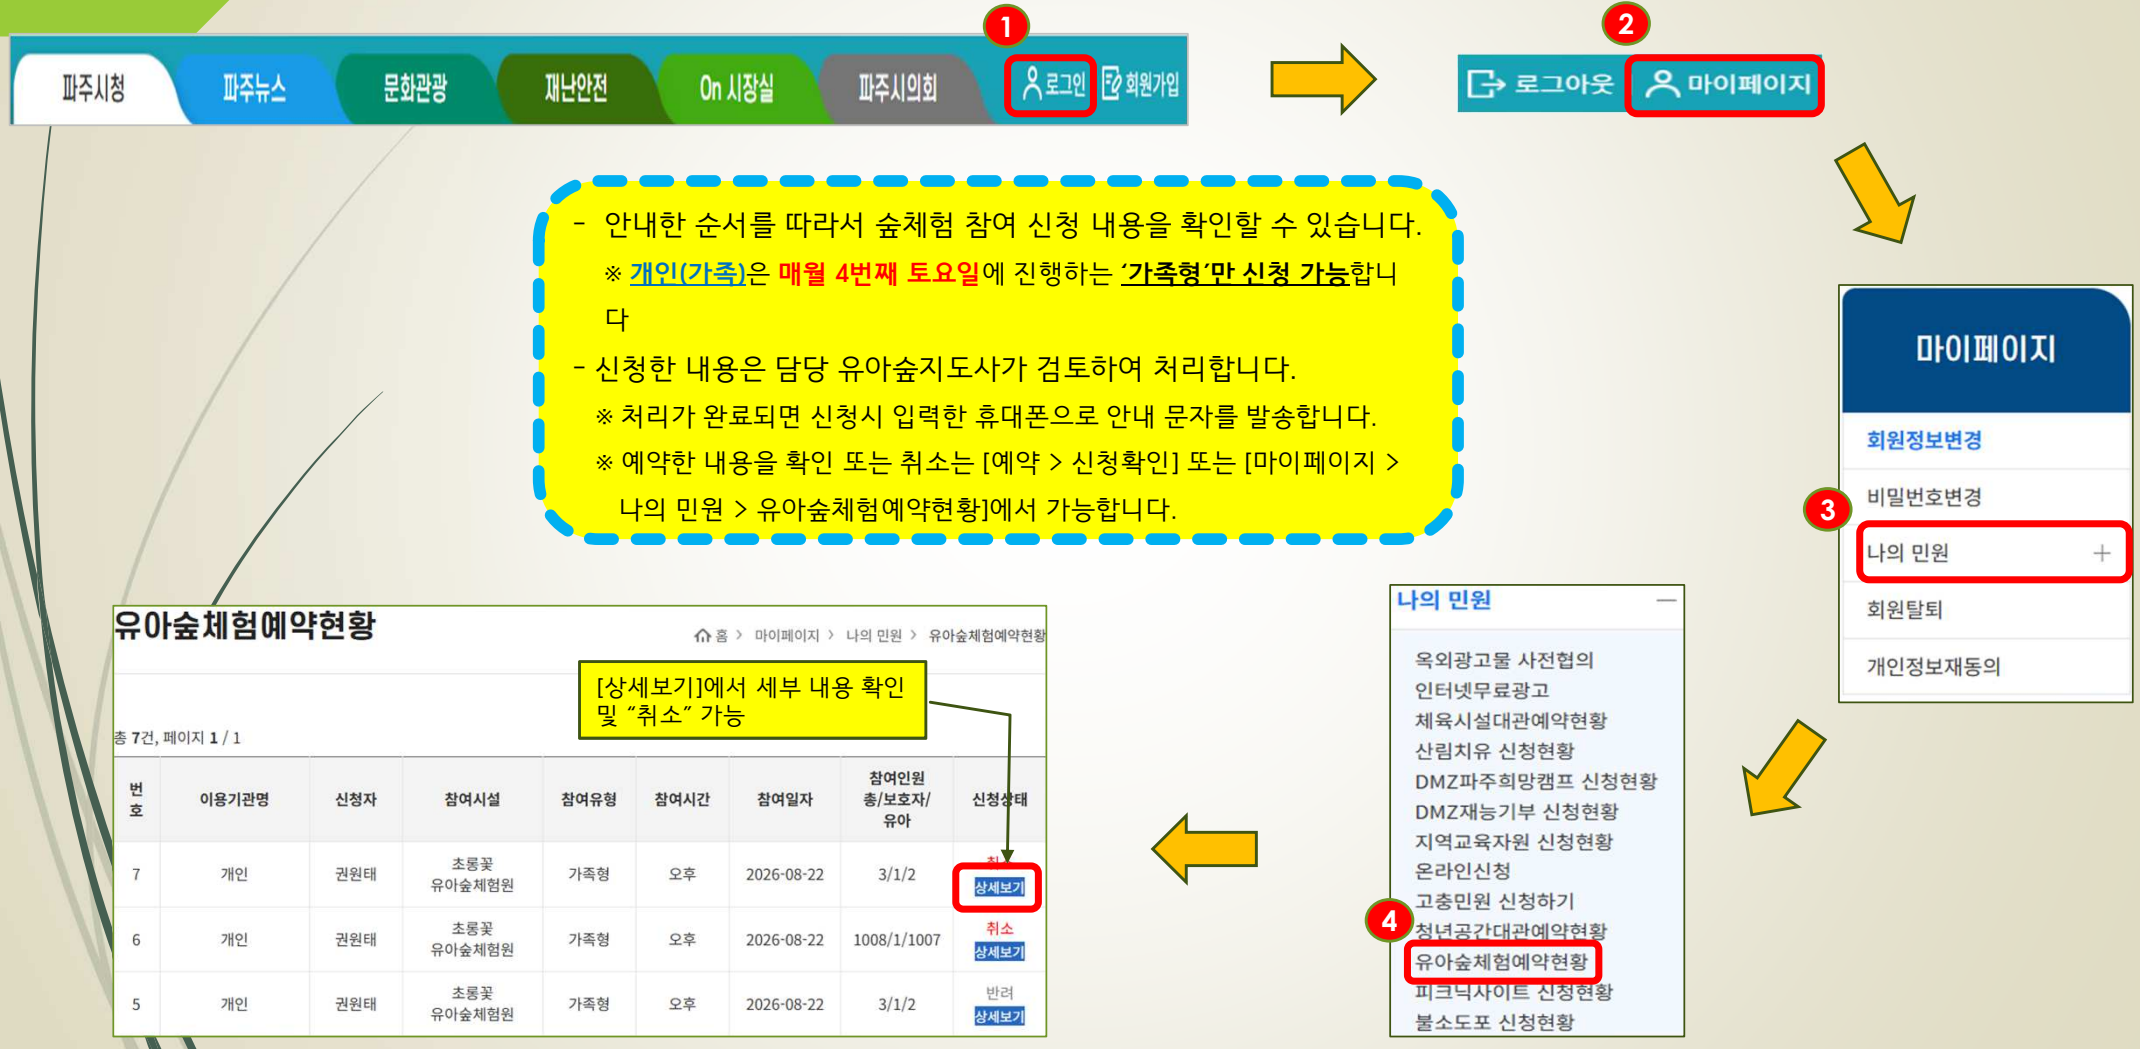 1
파주시청 파주뉴스 문화관광 재난안전 On 시장실 파주시의회 로그인 회원가입
2
로그아웃 마이페이지
- 안내한 순서를 따라서 숲체험 참여 신청 내용을 확인할 수 있습니다.
※ 개인(가족)은 매월 4번째 토요일에 진행하는 ‘가족형’만 신청 가능합니
다
- 신청한 내용은 담당 유아숲지도사가 검토하여 처리합니다.
※ 처리가 완료되면 신청시 입력한 휴대폰으로 안내 문자를 발송합니다.
※ 예약한 내용을 확인 또는 취소는 [예약 > 신청확인] 또는 [마이페이지 >
나의 민원 > 유아숲체험예약현황]에서 가능합니다.
마이페이지
회원정보변경
비밀번호변경
3
나의 민원 +
회원탈퇴
개인정보재동의
나의 민원 —
옥외광고물 사전협의
인터넷무료광고
체육시설대관예약현황
산림치유 신청현황
DMZ파주희망캠프 신청현황
DMZ재능기부 신청현황
지역교육자원 신청현황
온라인신청
고충민원 신청하기
4
청년공간대관예약현황
유아숲체험예약현황
피크닉사이트 신청현황
불소도포 신청현황
유아숲체험예약현황
홈 > 마이페이지 > 나의 민원 > 유아숲체험예약현황
[상세보기]에서 세부 내용 확인
및 “취소” 가능
총 7건, 페이지 1 / 1
번호 이용기관명 신청자 참여시설 참여유형 참여시간 참여일자 참여인원 총/보호자/유아 신청상태
7 개인 권원태 초롱꽃 유아숲체험원 가족형 오후 2026-08-22 3/1/2 상세보기
6 개인 권원태 초롱꽃 유아숲체험원 가족형 오후 2026-08-22 1008/1/1007 취소 상세보기
5 개인 권원태 초롱꽃 유아숲체험원 가족형 오후 2026-08-22 3/1/2 반려 상세보기